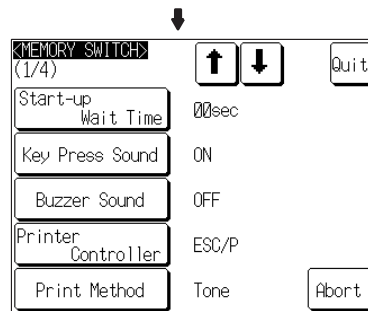 <MEMORY SWITCH>
(1/4)
Quit
Start-up
Wait Time
00sec
Key Press Sound
ON
Buzzer Sound
OFF
Printer
Controller
ESC/P
Print Method
Tone
Abort